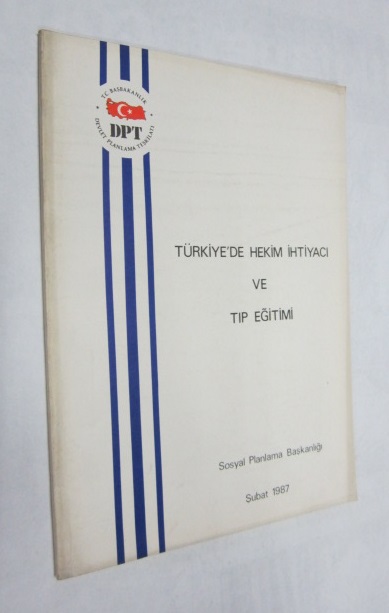 T.C. BAŞBAKANLIK
DPT
DEVLET PLANLAMA TEŞKİLATI
TÜRKİYE'DE HEKİM İHTİYACI
VE
TIP EĞİTİMİ
Sosyal Planlama Başkanlığı
Şubat 1987